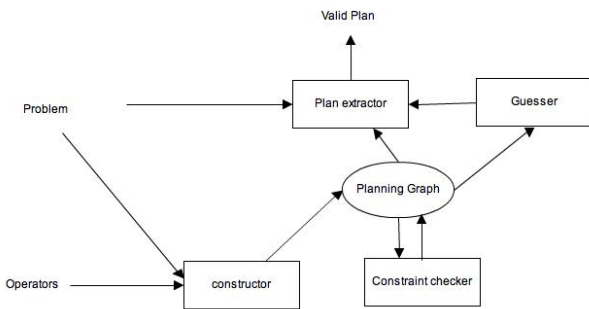 Valid Plan
Plan extractor
Guesser
Problem
Planning Graph
Operators
constructor
Constraint checker